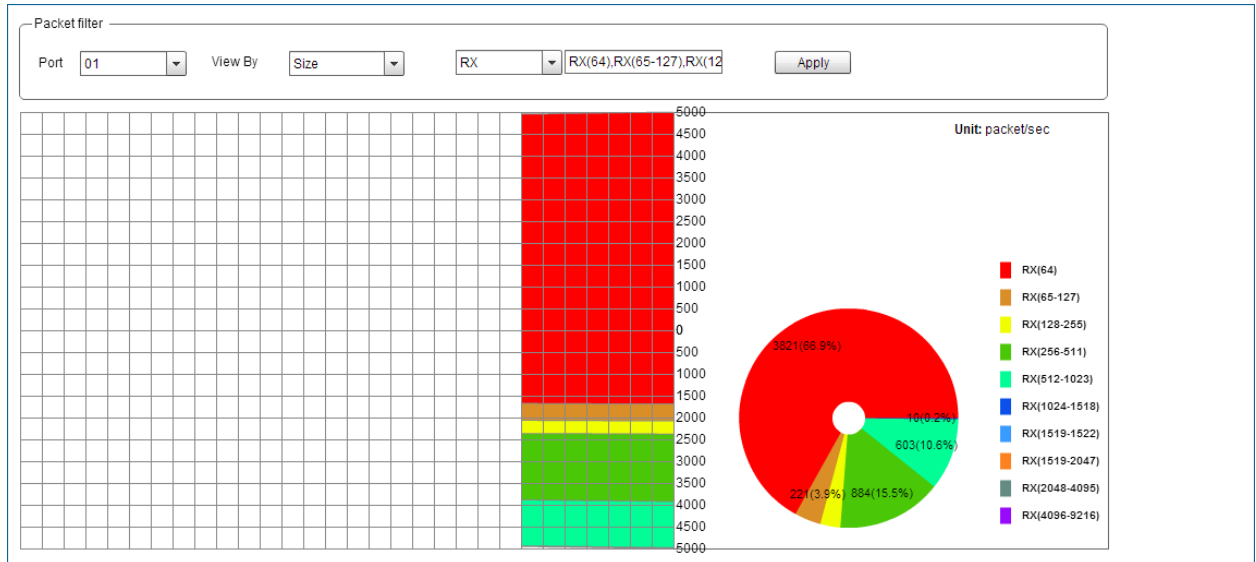 Packet filter
Port 01 View By Size RX RX(64),RX(65-127),RX(12 Apply
5000
4500
4000
3500
3000
2500
2000
1500
1000
500
0
500
1000
1500
2000
2500
3000
3500
4000
4500
5000
Unit: packet/sec
3821(66.9%)
10(0.2%)
603(10.6%)
221(3.9%)
884(15.5%)
RX(64)
RX(65-127)
RX(128-255)
RX(256-511)
RX(512-1023)
RX(1024-1518)
RX(1519-1522)
RX(1519-2047)
RX(2048-4095)
RX(4096-9216)